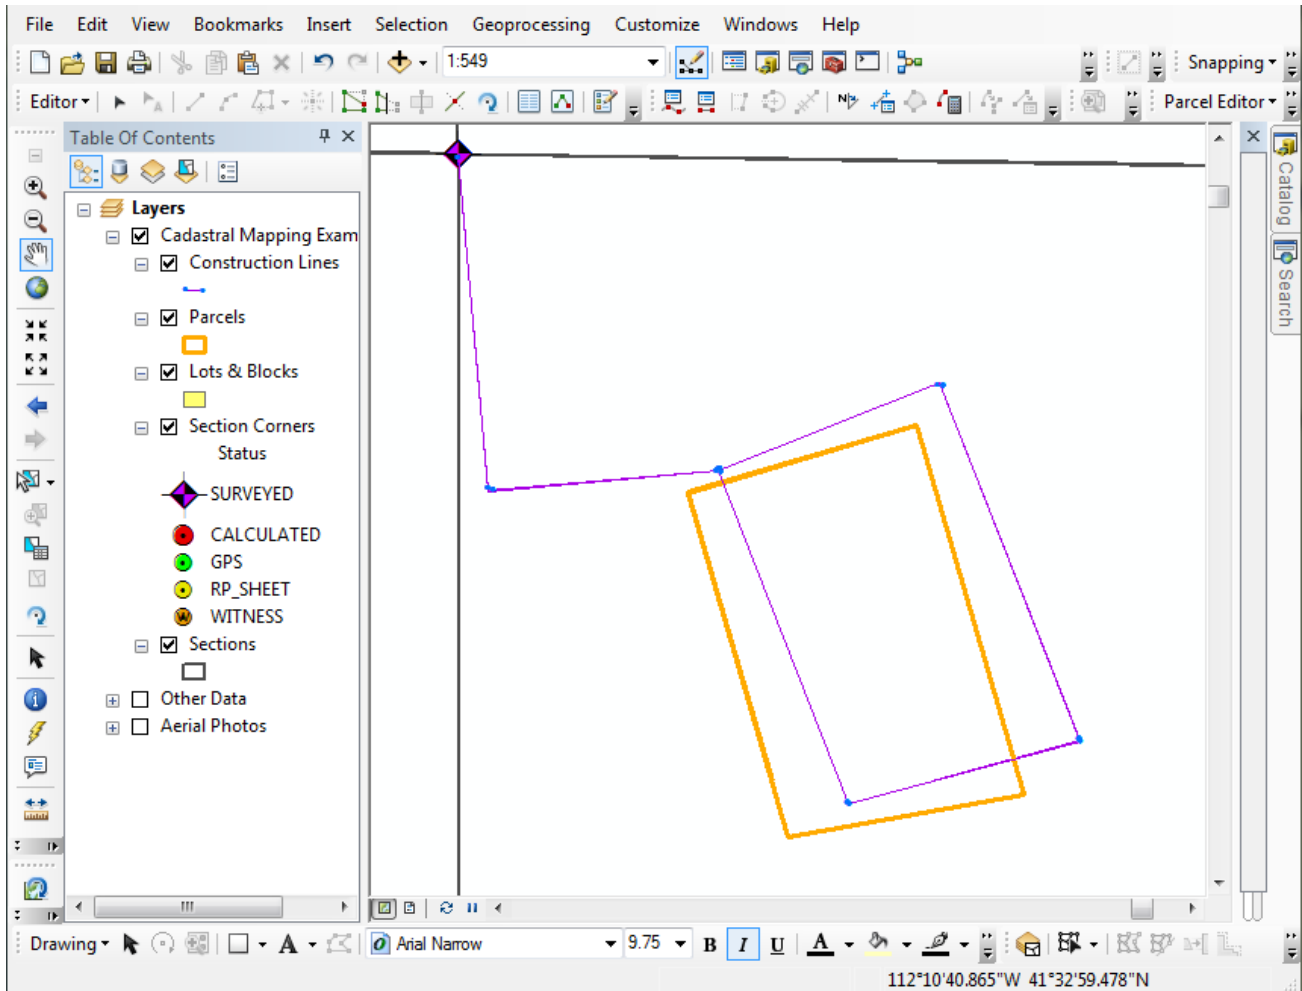 File Edit View Bookmarks Insert Selection Geoprocessing Customize Windows Help
1:549 Snapping
Editor Parcel Editor
Table Of Contents
Layers
Cadastral Mapping Exam
Construction Lines
Parcels
Lots & Blocks
Section Corners
Status
SURVEYED
CALCULATED
GPS
RP_SHEET
WITNESS
Sections
Other Data
Aerial Photos
Catalog
Search
Drawing A Arial Narrow 9.75 B I U A
112°10'40.865"W 41°32'59.478"N